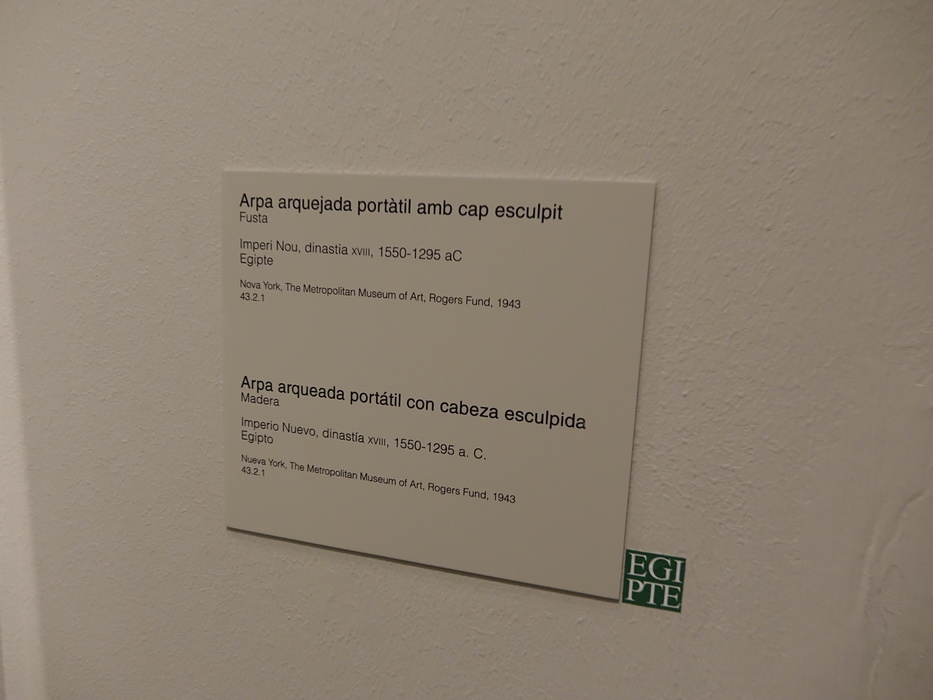 Arpa arquejada portàtil amb cap esculpit
Fusta
Imperi Nou, dinastia XVIII, 1550-1295 aC
Egipte
Nova York, The Metropolitan Museum of Art, Rogers Fund, 1943
43.2.1
Arpa arqueada portátil con cabeza esculpida
Madera
Imperio Nuevo, dinastía XVIII, 1550-1295 a. C.
Egipto
Nueva York, The Metropolitan Museum of Art, Rogers Fund, 1943
43.2.1
EGI
PTE